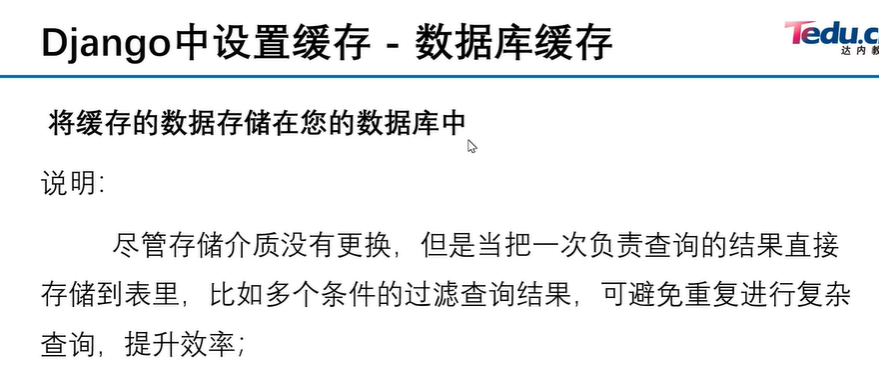 Django中设置缓存 - 数据库缓存
Tedu.c
达内教
将缓存的数据存储在您的数据库中
说明:
尽管存储介质没有更换，但是当把一次负责查询的结果直接
存储到表里，比如多个条件的过滤查询结果，可避免重复进行复杂
查询，提升效率；